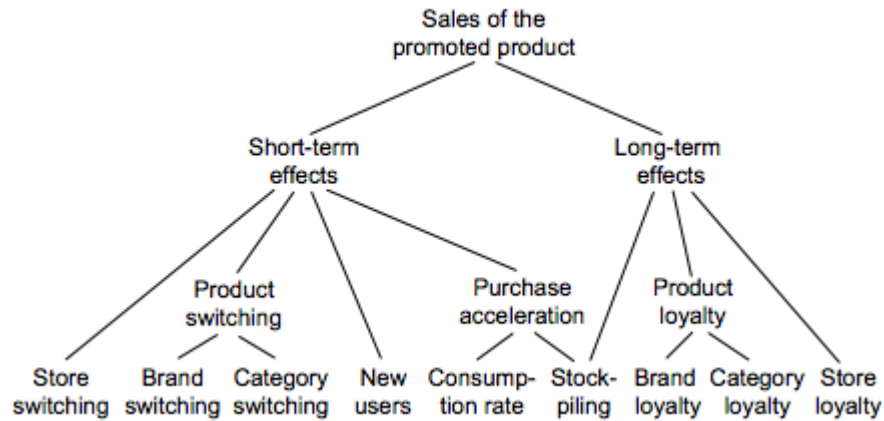 Sales of the
promoted product
Short-term
effects
Long-term
effects
Product
switching
Purchase
acceleration
Product
loyalty
Store
switching
Brand
switching
Category
switching
New
users
Consump-
tion rate
Stock-
piling
Brand
loyalty
Category
loyalty
Store
loyalty